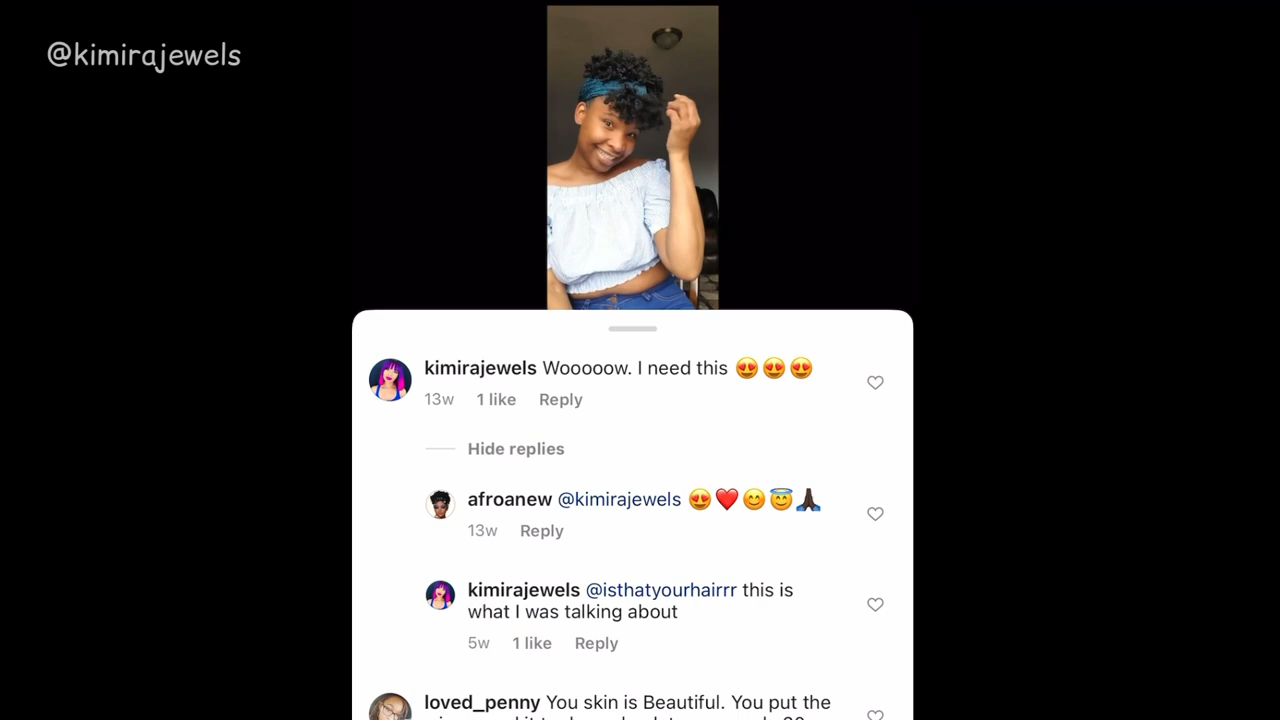 @kimirajewels
kimirajewels Wooooow. I need this 😍😍😍
13w 1 like Reply
Hide replies
afroanew @kimirajewels 😍❤️😊😇🙏🏿
13w Reply
kimirajewels @isthatyourhairrr this is
what I was talking about
5w 1 like Reply
loved_penny You skin is Beautiful. You put the